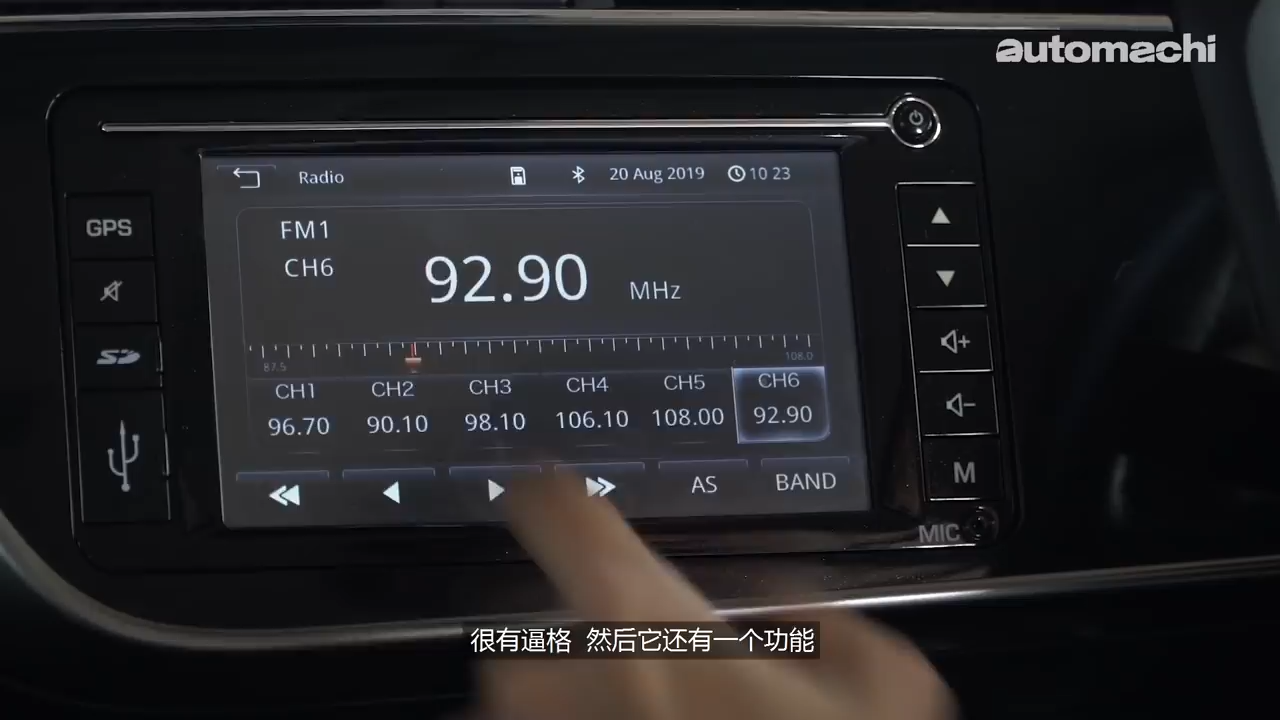 automachi
Radio
20 Aug 2019
10 23
GPS
FM1
CH6
92.90 MHz
87.5
108.0
CH1
CH2
CH3
CH4
CH5
CH6
96.70
90.10
98.10
106.10
108.00
92.90
AS
BAND
M
MIC
很有逼格 然后它还有一个功能